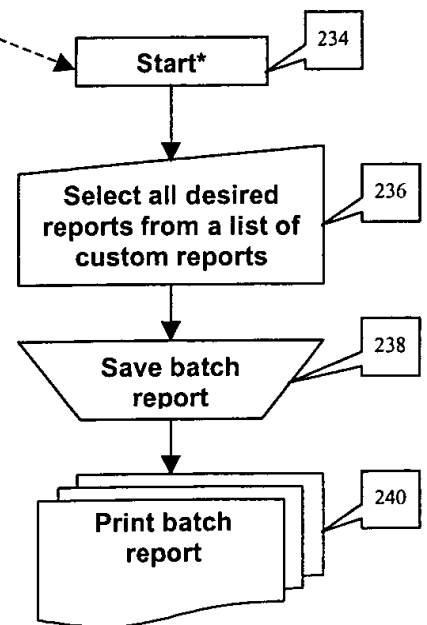 234
Start*
236
Select all desired
reports from a list of
custom reports
238
Save batch
report
240
Print batch
report